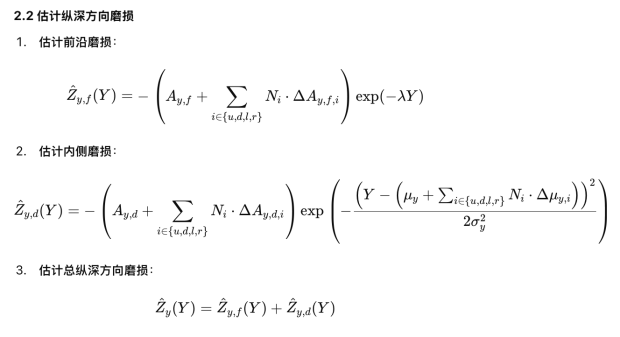 2.2 估计纵深方向磨损
1. 估计前沿磨损：
\hat{Z}_{y,f}(Y) = -\left(A_{y,f} + \sum_{i\in\{u,d,l,r\}} N_i \cdot \Delta A_{y,f,i}\right) \exp(-\lambda Y)
2. 估计内侧磨损：
\hat{Z}_{y,d}(Y) = -\left(A_{y,d} + \sum_{i\in\{u,d,l,r\}} N_i \cdot \Delta A_{y,d,i}\right) \exp\left(-\frac{\left(Y - \left(\mu_y + \sum_{i\in\{u,d,l,r\}} N_i \cdot \Delta\mu_{y,i}\right)\right)^2}{2\sigma_y^2}\right)
3. 估计总纵深方向磨损：
\hat{Z}_y(Y) = \hat{Z}_{y,f}(Y) + \hat{Z}_{y,d}(Y)